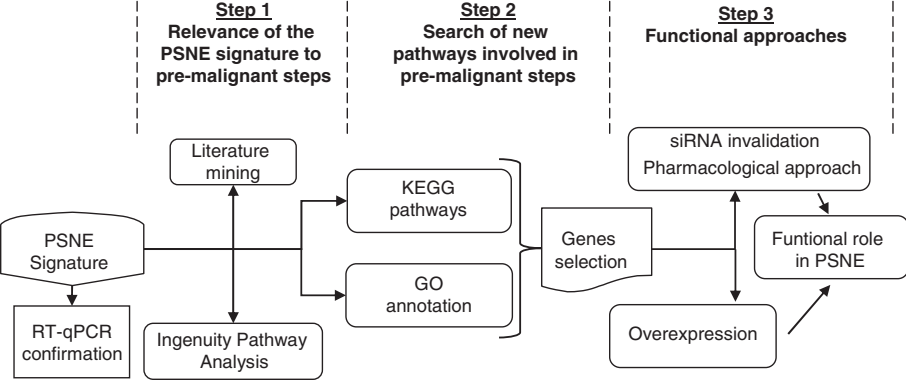 Step 1
Relevance of the
PSNE signature to
pre-malignant steps
Step 2
Search of new
pathways involved in
pre-malignant steps
Step 3
Functional approaches
Literature
mining
siRNA invalidation
Pharmacological approach
KEGG
pathways
PSNE
Signature
Genes
selection
Funtional role
in PSNE
GO
annotation
RT-qPCR
confirmation
Ingenuity Pathway
Analysis
Overexpression